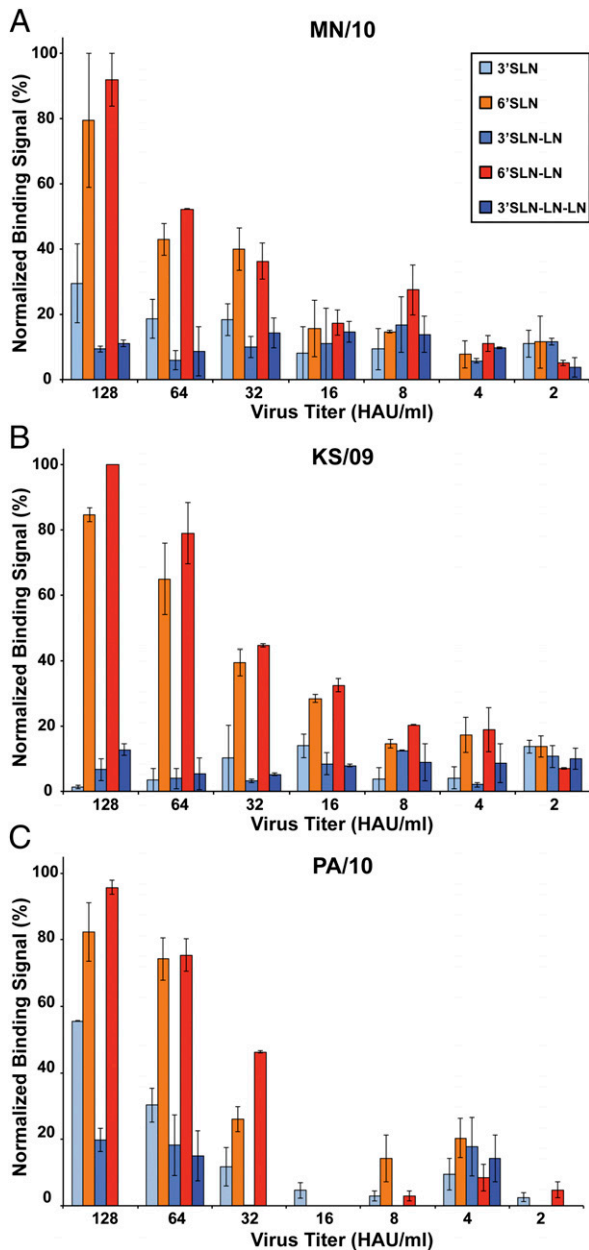 A
MN/10
Normalized Binding Signal (%)
100
80
60
40
20
0
3'SLN
6'SLN
3'SLN-LN
6'SLN-LN
3'SLN-LN-LN
128 64 32 16 8 4 2
Virus Titer (HAU/ml)
B
KS/09
Normalized Binding Signal (%)
100
80
60
40
20
0
128 64 32 16 8 4 2
Virus Titer (HAU/ml)
C
PA/10
Normalized Binding Signal (%)
100
80
60
40
20
0
128 64 32 16 8 4 2
Virus Titer (HAU/ml)